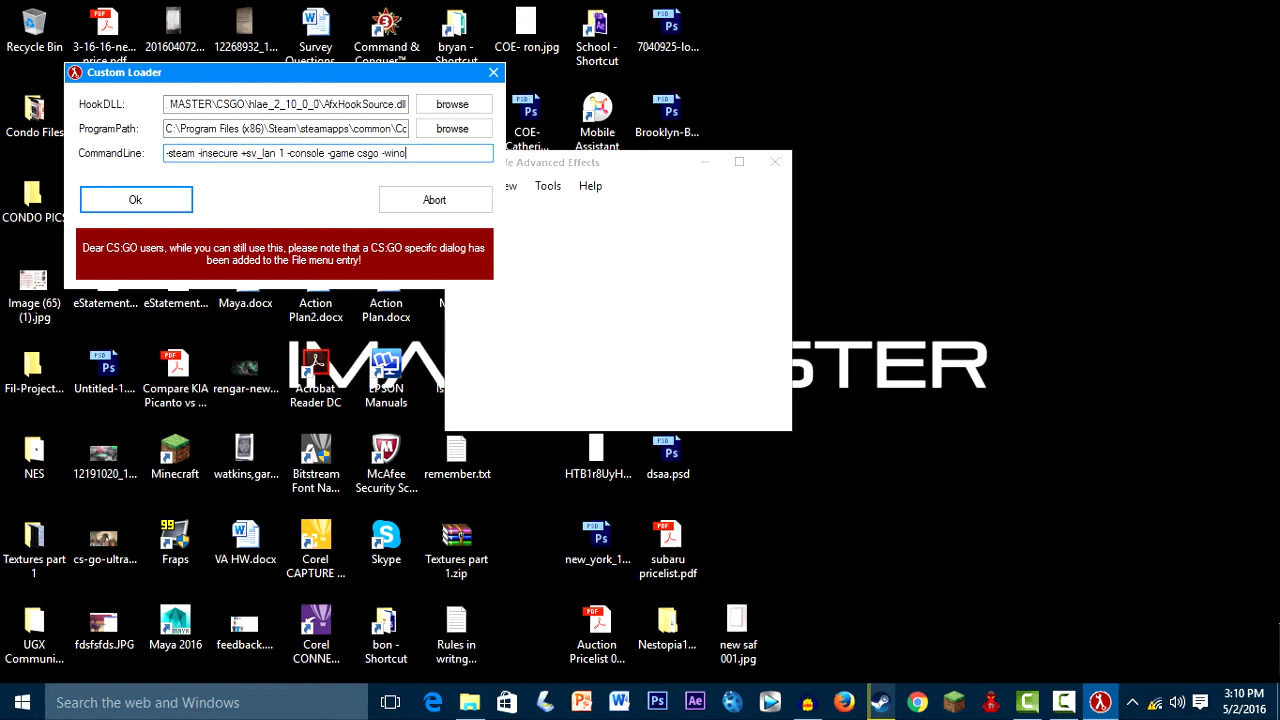 Recycle Bin
3-16-16-ne...
price.pdf
201604072...
12268932_1...
Survey
Questions
Command &
Conquer™
bryan -
Shortcut
COE- ron.jpg
School -
Shortcut
7040925-lo...
Custom Loader
HookDLL:
. MASTER\CSGO\hlae_2_10_0_0\AfxHookSource.dll
browse
ProgramPath:
C:\Program Files (x86)\Steam\steamapps\common\Co
browse
CommandLine:
-steam -insecure +sv_lan 1 -console -game csgo -wino
Ok
Abort
Dear CS:GO users, while you can still use this, please note that a CS:GO specifc dialog has
been added to the File menu entry!
Advanced Effects
Tools
Help
Condo Files
COE-
Catheri...
Mobile
Assistant
Brooklyn-B...
CONDO PICS
Image (65)
(1).jpg
eStatement...
eStatement...
Maya.docx
Action
Plan2.docx
Action
Plan.docx
Fil-Project...
Untitled-1....
Compare KIA
Picanto vs ...
rengar-new...
Acrobat
Reader DC
EPSON
Manuals
NES
12191020_1...
Minecraft
watkins,gar...
Bitstream
Font Na...
McAfee
Security Sc...
remember.txt
HTB1r8UyH...
dsaa.psd
Textures part
1
cs-go-ultra...
99
Fraps
VA HW.docx
Corel
CAPTURE ...
Skype
Textures part
1.zip
new_york_1...
subaru
pricelist.pdf
UGX
Communi...
fdsfsfds.JPG
Maya 2016
feedback....
Corel
CONNE...
bon -
Shortcut
Rules in
writng...
Auction
Pricelist 0...
Nestopia1...
new saf
001.jpg
Search the web and Windows
3:10 PM
5/2/2016